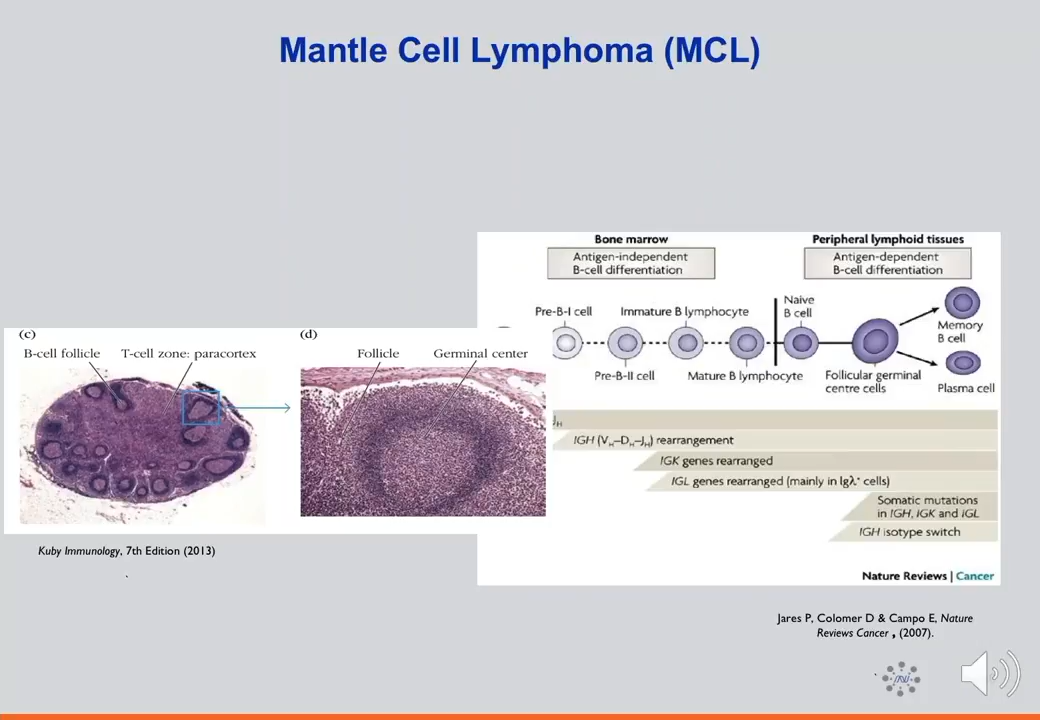 Mantle Cell Lymphoma (MCL)
Bone marrow
Antigen-independent
B-cell differentiation
Peripheral lymphoid tissues
Antigen-dependent
B-cell differentiation
Pre-B-I cell
Immature B lymphocyte
Naive
B cell
Memory
B cell
Pre-B-II cell
Mature B lymphocyte
Follicular germinal
centre cells
Plasma cell
JH
IGH (VH–DH–JH) rearrangement
IGK genes rearranged
IGL genes rearranged (mainly in Igλ+ cells)
Somatic mutations
in IGH, IGK and IGL
IGH isotype switch
Nature Reviews | Cancer
(c)
B-cell follicle
T-cell zone: paracortex
(d)
Follicle
Germinal center
Kuby Immunology, 7th Edition (2013)
Jares P, Colomer D & Campo E, Nature
Reviews Cancer , (2007).